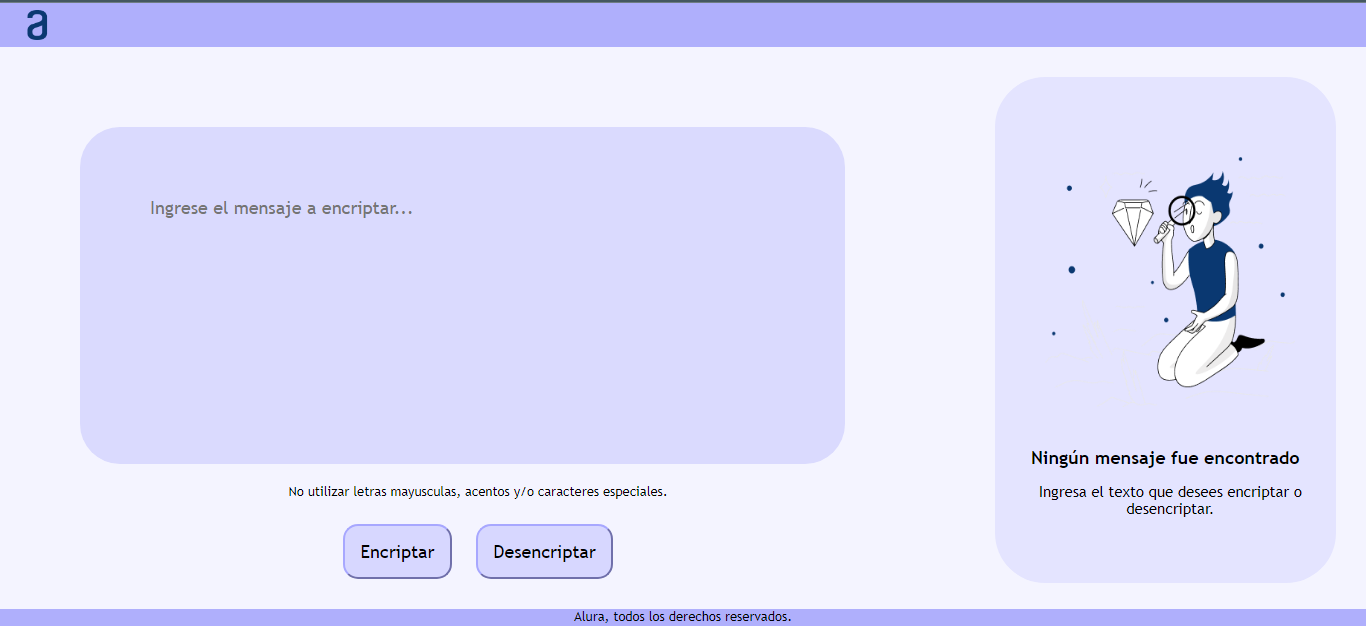 a
Ingrese el mensaje a encriptar...
No utilizar letras mayusculas, acentos y/o caracteres especiales.
Encriptar
Desencriptar
Ningún mensaje fue encontrado
Ingresa el texto que desees encriptar o
desencriptar.
Alura, todos los derechos reservados.